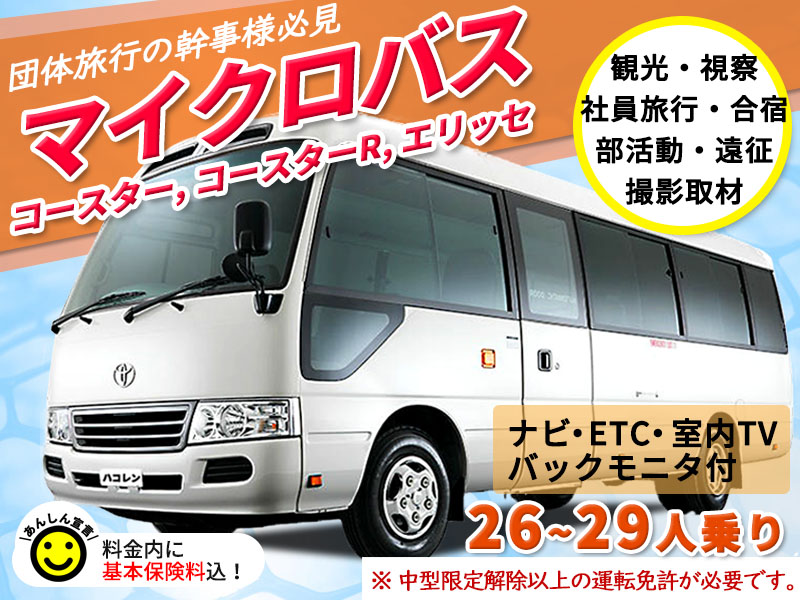 団体旅行の幹事様必見
マイクロバス
コースター, コースターR, エリッセ
観光・視察
社員旅行・合宿
部活動・遠征
撮影取材
ハコレン
ナビ・ETC・室内TV
バックモニタ付
26~29人乗り
あんしん宣言
料金内に
基本保険料込！
※ 中型限定解除以上の運転免許が必要です。